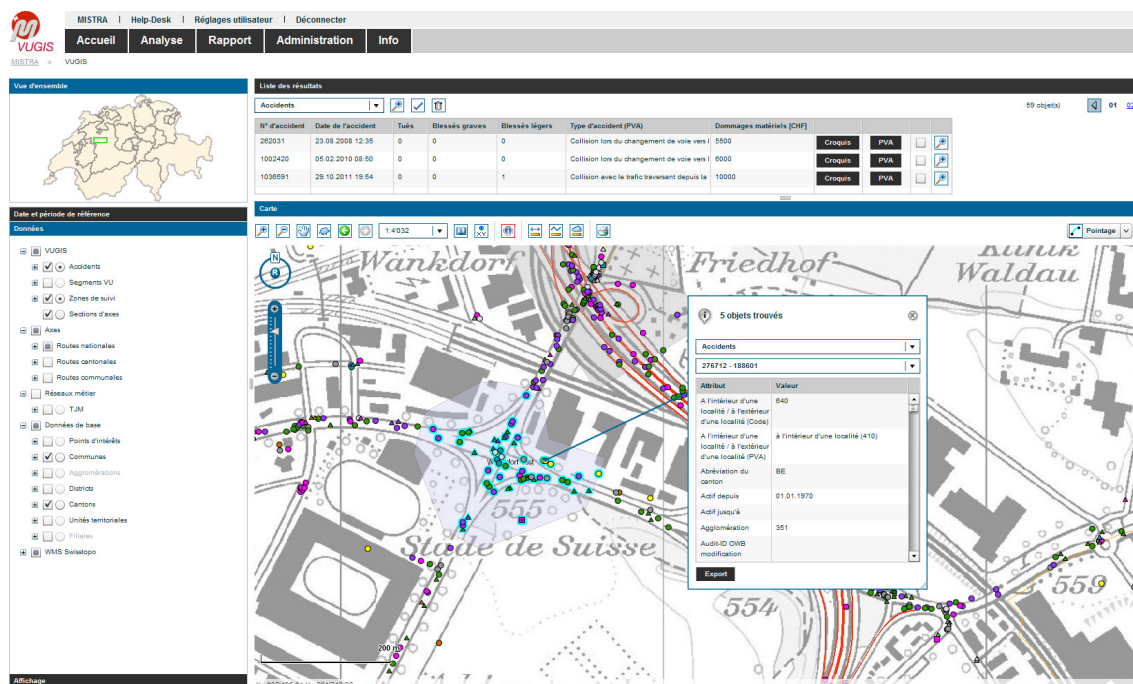 MISTRA | Help-Desk | Réglages utilisateur | Déconnecter
VUGIS
Accueil Analyse Rapport Administration Info
MISTRA > VUGIS
Vue d'ensemble
Liste des résultats
Accidents
59 objet(s) 01 02
N° d'accident Date de l'accident Tués Blessés graves Blessés légers Type d'accident (PVA) Dommages matériels [CHF]
262031 23.08.2008 12:35 0 0 0 Collision lors du changement de voie vers l 5500 Croquis PVA
1002420 05.02.2010 08:50 0 0 0 Collision lors du changement de voie vers l 6000 Croquis PVA
1036591 29.10.2011 19:54 0 0 1 Collision avec le trafic traversant depuis la 10000 Croquis PVA
Date et période de référence
Données
VUGIS
Accidents
Segments VU
Zones de suivi
Sections d'axes
Axes
Routes nationales
Routes cantonales
Routes communales
Réseaux métier
TJM
Données de base
Points d'intérêts
Communes
Agglomérations
Districts
Cantons
Unités territoriales
Filiales
WMS Swisstopo
Affichage
Carte
1:4'032
XY
Pointage
N
R
Wankdorf
Friedhof
Klinik
Waldau
555
Stade de Suisse
554
559
200 m
5 objets trouvés
Accidents
276712 - 188601
Attribut Valeur
A l'intérieur d'une localité / à l'extérieur d'une localité (Code) 640
A l'intérieur d'une localité / à l'extérieur d'une localité (PVA) à l'intérieur d'une localité (410)
Abréviation du canton BE
Actif depuis 01.01.1970
Actif jusqu'à
Agglomération 351
Audit-ID OWB modification
Export